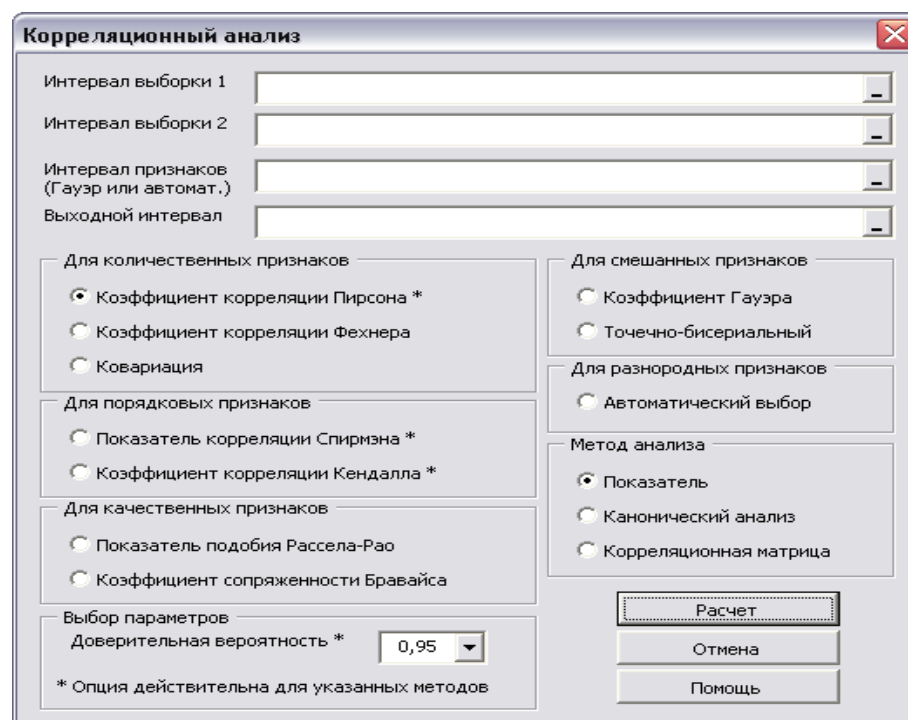 Корреляционный анализ
Интервал выборки 1
Интервал выборки 2
Интервал признаков
(Гауэр или автомат.)
Выходной интервал
Для количественных признаков
Коэффициент корреляции Пирсона *
Коэффициент корреляции Фехнера
Ковариация
Для порядковых признаков
Показатель корреляции Спирмэна *
Коэффициент корреляции Кендалла *
Для качественных признаков
Показатель подобия Рассела-Рао
Коэффициент сопряженности Бравайса
Выбор параметров
Доверительная вероятность *
0,95
* Опция действительна для указанных методов
Для смешанных признаков
Коэффициент Гауэра
Точечно-бисериальный
Для разнородных признаков
Автоматический выбор
Метод анализа
Показатель
Канонический анализ
Корреляционная матрица
Расчет
Отмена
Помощь